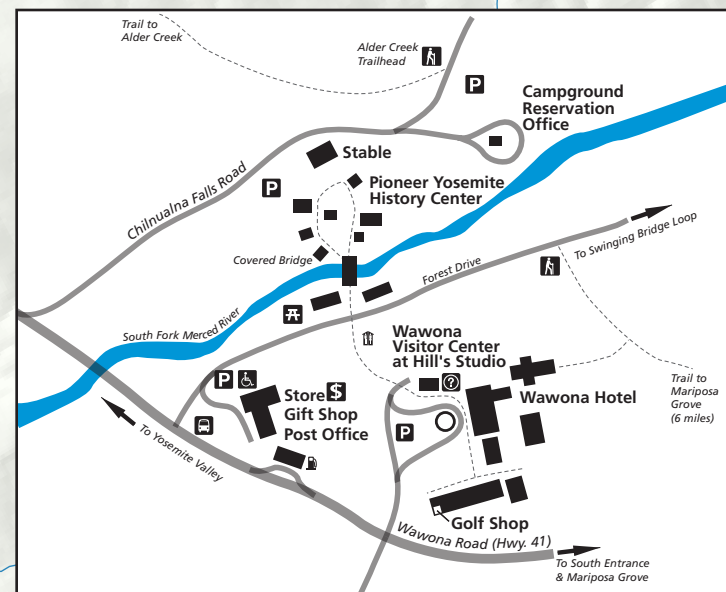 Trail to
Alder Creek
Alder Creek
Trailhead
P
Campground
Reservation
Office
Stable
P
Pioneer Yosemite
History Center
Chilnualna Falls Road
Covered Bridge
To Swinging Bridge Loop
Forest Drive
South Fork Merced River
Wawona
Visitor Center
at Hill's Studio
?
P
Store $
Gift Shop
Post Office
Wawona Hotel
Trail to
Mariposa
Grove
(6 miles)
P
To Yosemite Valley
Golf Shop
Wawona Road (Hwy. 41)
To South Entrance
& Mariposa Grove